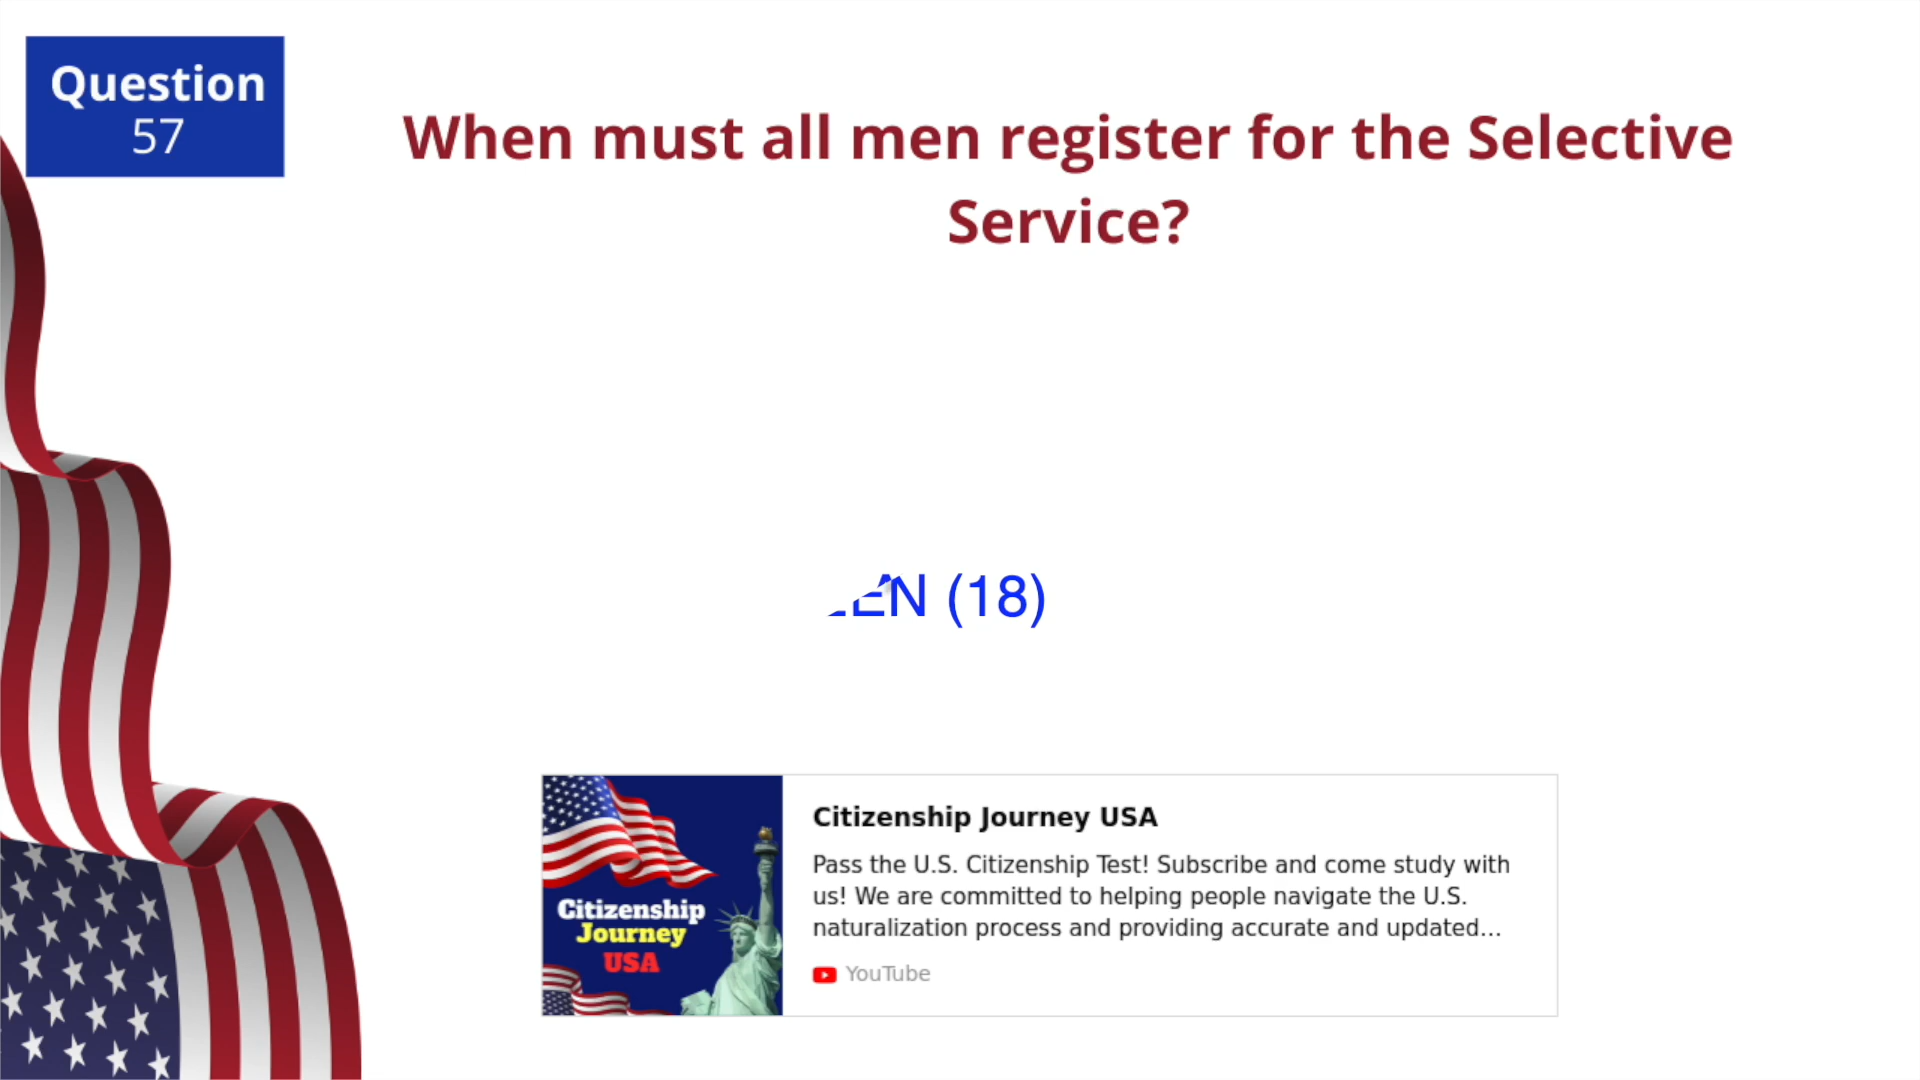 Question
57
When must all men register for the Selective
Service?
(18)
Citizenship Journey USA
Pass the U.S. Citizenship Test! Subscribe and come study with
us! We are committed to helping people navigate the U.S.
naturalization process and providing accurate and updated...
YouTube
Citizenship
Journey
USA